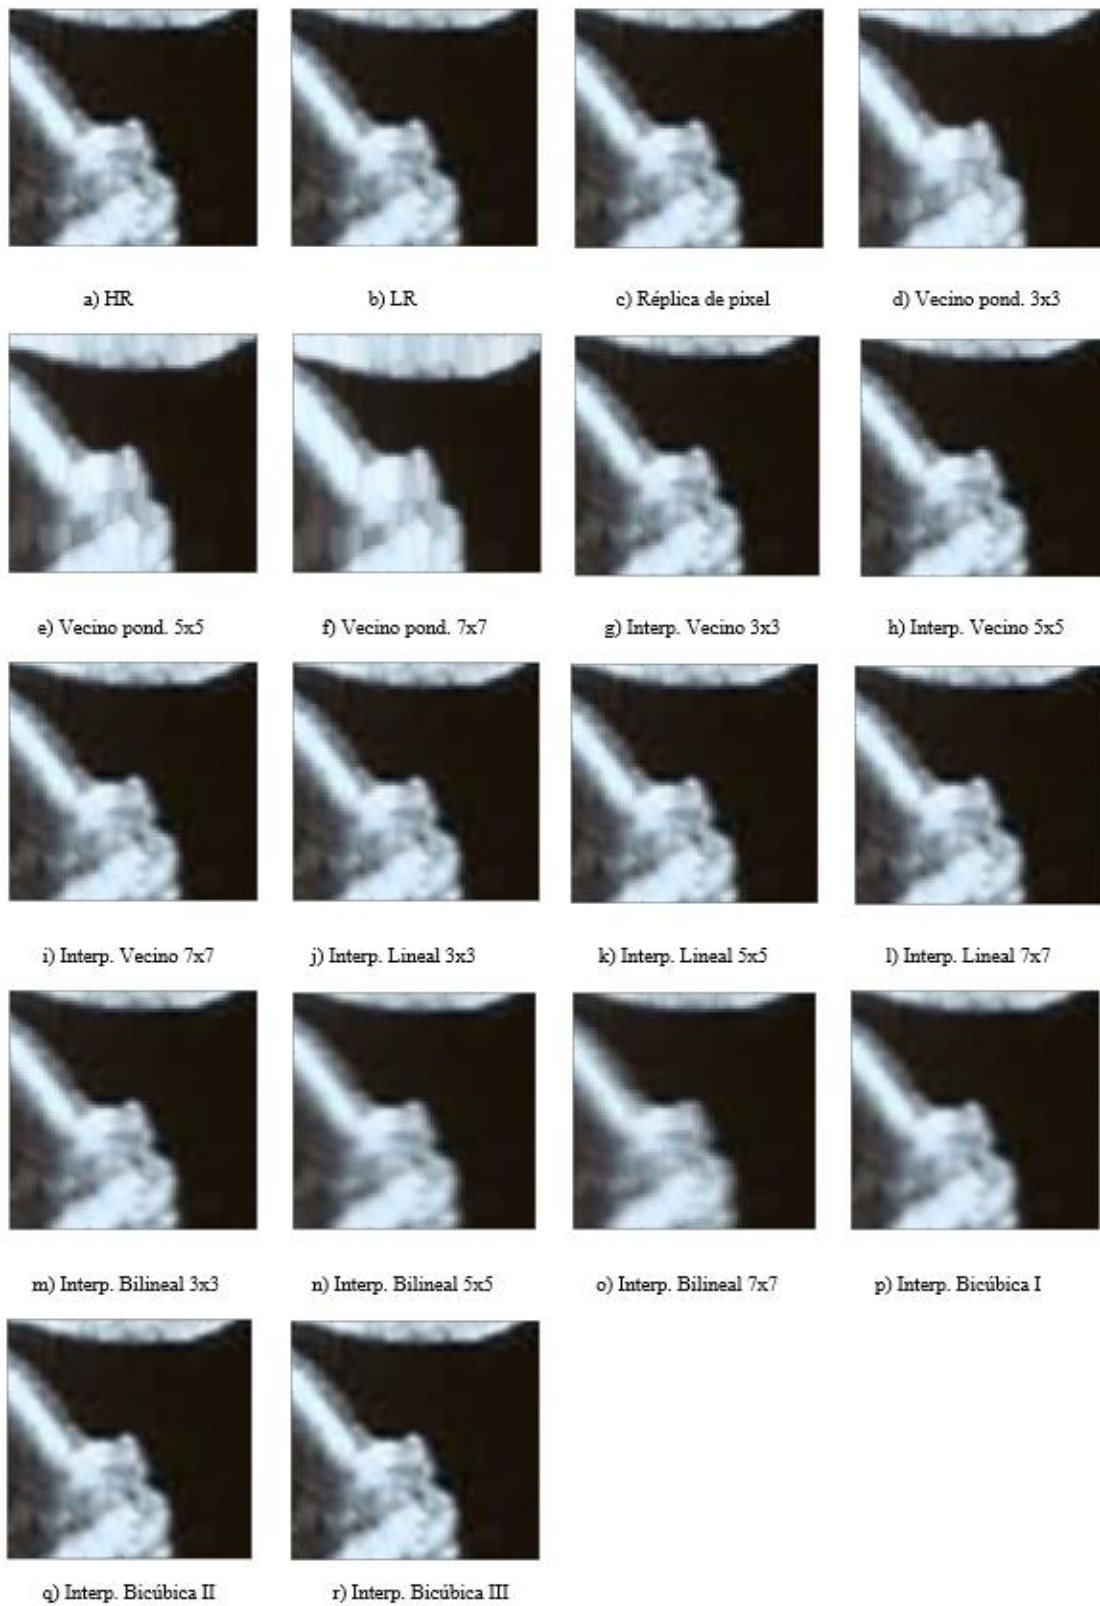 a) HR
b) LR
c) Réplica de pixel
d) Vecino pond. 3x3
e) Vecino pond. 5x5
f) Vecino pond. 7x7
g) Interp. Vecino 3x3
h) Interp. Vecino 5x5
i) Interp. Vecino 7x7
j) Interp. Lineal 3x3
k) Interp. Lineal 5x5
l) Interp. Lineal 7x7
m) Interp. Bilineal 3x3
n) Interp. Bilineal 5x5
o) Interp. Bilineal 7x7
p) Interp. Bicúbica I
q) Interp. Bicúbica II
r) Interp. Bicúbica III